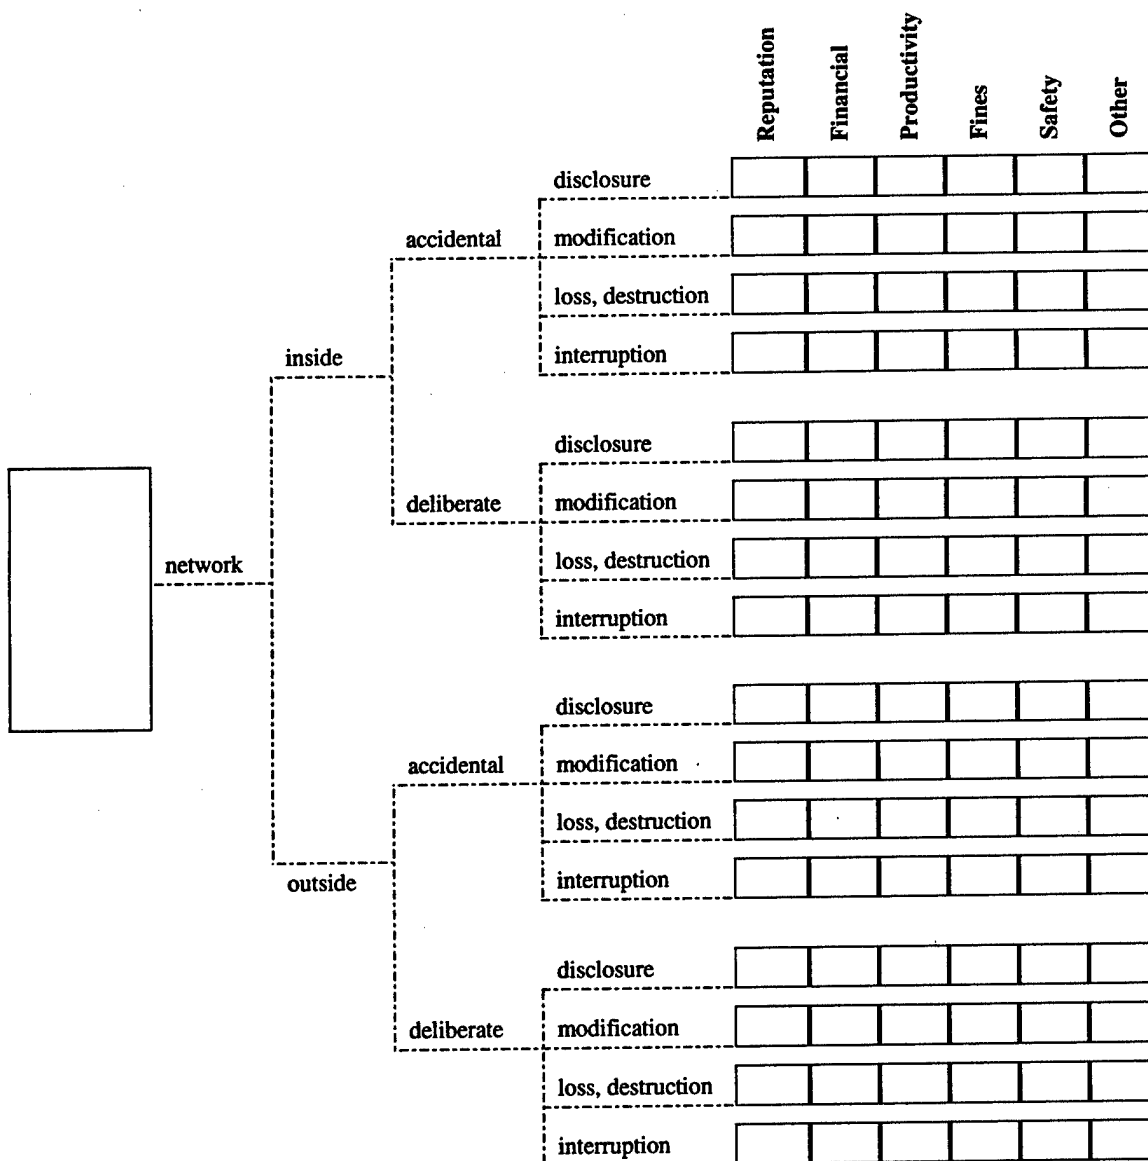 Reputation
Financial
Productivity
Fines
Safety
Other
disclosure
accidental
modification
loss, destruction
inside
interruption
disclosure
deliberate
modification
network
loss, destruction
interruption
disclosure
accidental
modification
loss, destruction
outside
interruption
disclosure
deliberate
modification
loss, destruction
interruption